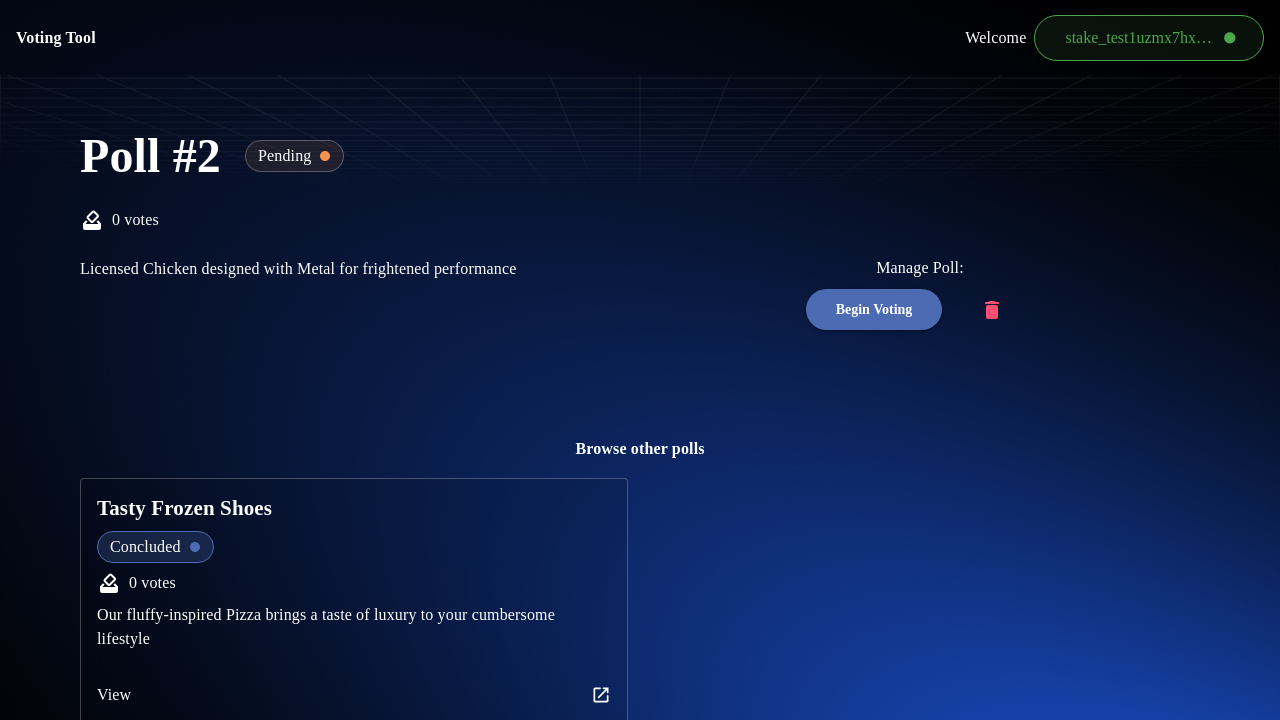 Voting Tool
Welcome
stake_test1uzmx7hx…
Poll #2
Pending
0 votes
Licensed Chicken designed with Metal for frightened performance
Manage Poll:
Begin Voting
Browse other polls
Tasty Frozen Shoes
Concluded
0 votes
Our fluffy-inspired Pizza brings a taste of luxury to your cumbersome
lifestyle
View